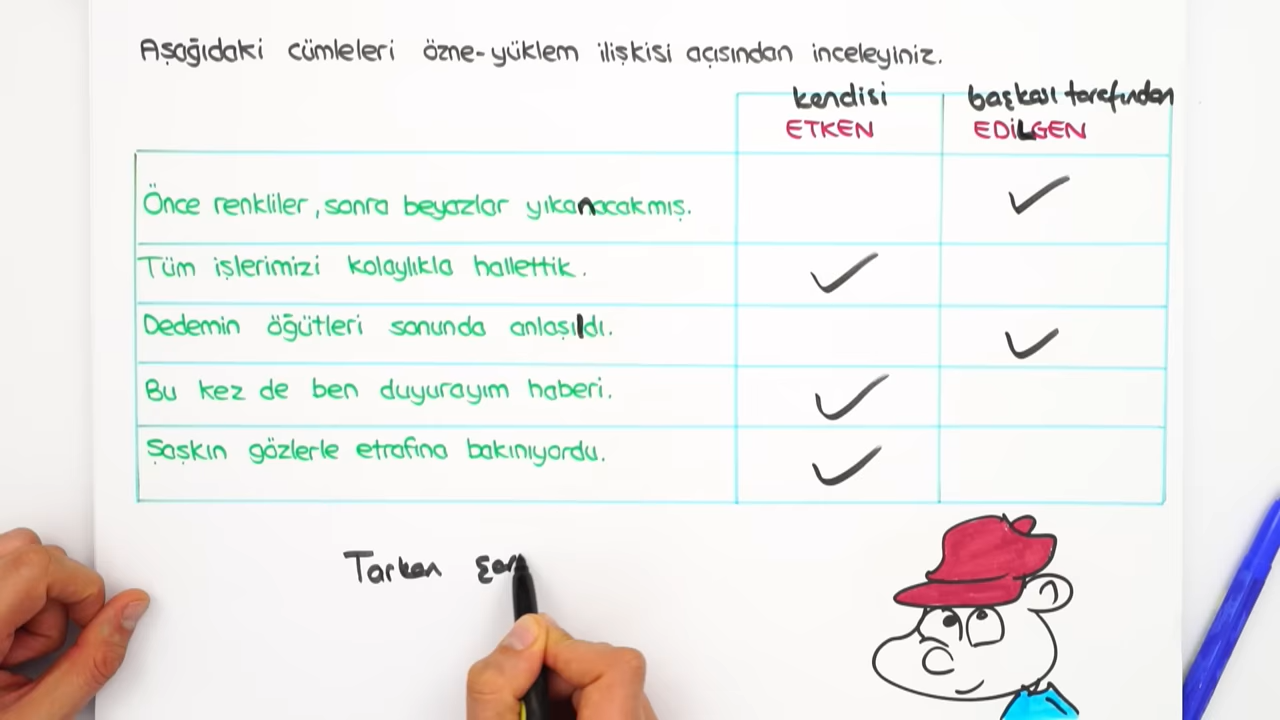 Aşağıdaki cümleleri özne-yüklem ilişkisi açısından inceleyiniz.
kendisi başkası tarafından
ETKEN EDİLGEN
Önce renkliler, sonra beyazlar yıkanacakmış.
Tüm işlerimizi kolaylıkla hallettik.
Dedemin öğütleri sonunda anlaşıldı.
Bu kez de ben duyurayım haberi.
Şaşkın gözlerle etrafına bakınıyordu.
Tarkan